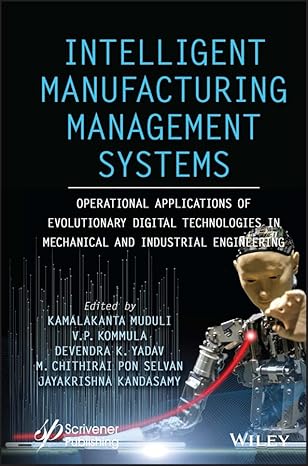 INTELLIGENT
MANUFACTURING
MANAGEMENT
SYSTEMS
OPERATIONAL APPLICATIONS OF
EVOLUTIONARY DIGITAL TECHNOLOGIES IN
MECHANICAL AND INDUSTRIAL ENGINEERING
Edited by
KAMALAKANTA MUDULI
V.P. KOMMULA
DEVENDRA K. YADAV
M. CHITHIRAI PON SELVAN
JAYAKRISHNA KANDASAMY
sp
Scrivener
Publishing
WILEY